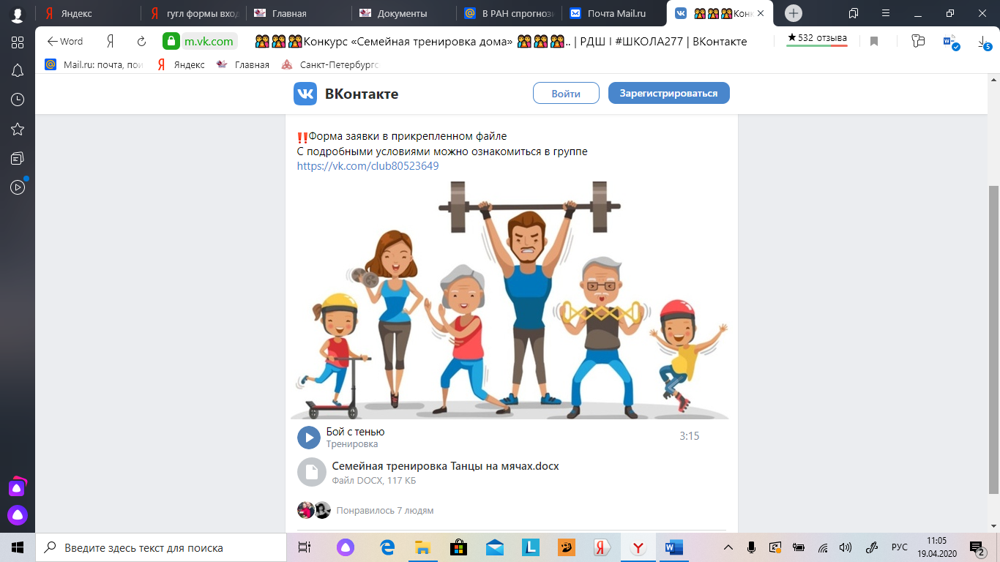 Яндекс
гугл формы вход
Главная
Документы
В РАН спрогнози
Почта Mail.ru
Конк
Word
m.vk.com
Конкурс «Семейная тренировка дома» .. | РДШ I #ШКОЛА277 | ВКонтакте
532 отзыва
5
Mail.ru: почта, пои
Яндекс
Главная
Санкт-Петербургс
ВКонтакте
Войти
Зарегистрироваться
‼Форма заявки в прикрепленном файле
С подробными условиями можно ознакомиться в группе
https://vk.com/club80523649
Бой с тенью
3:15
Тренировка
Семейная тренировка Танцы на мячах.docx
Файл DOCX, 117 КБ
Понравилось 7 людям
Введите здесь текст для поиска
РУС
11:05
19.04.2020
2